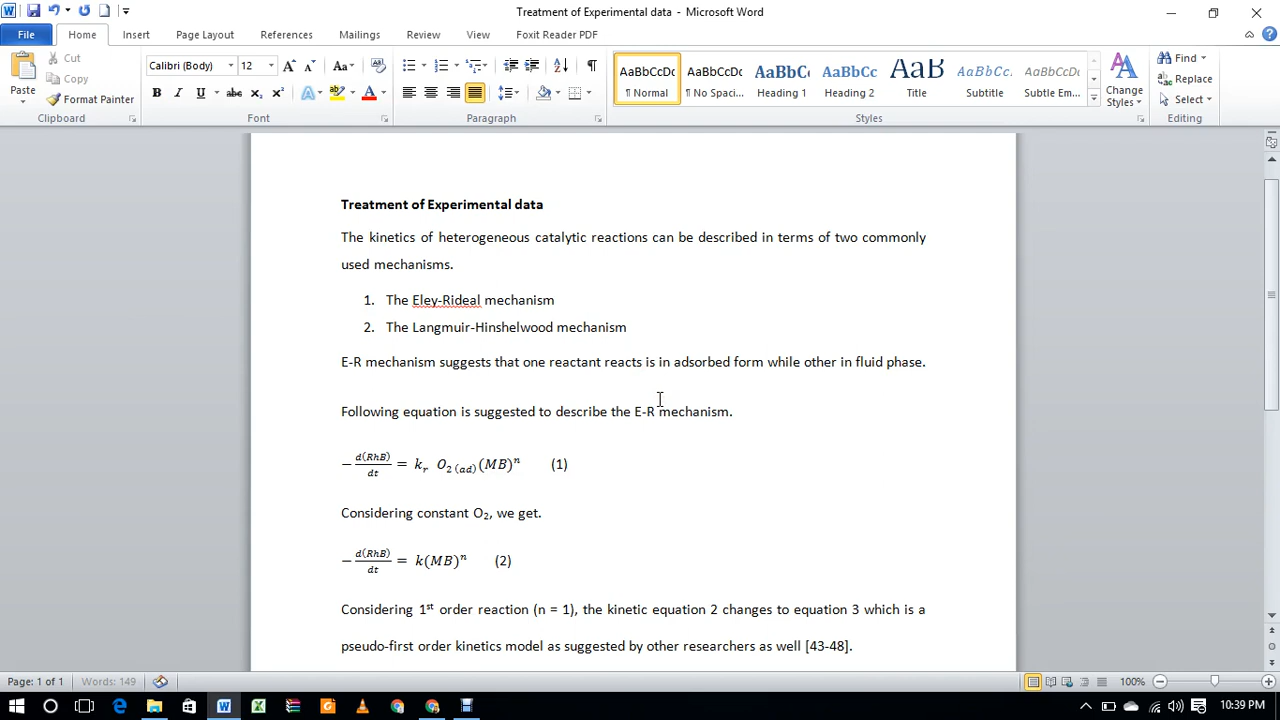 Treatment of Experimental data - Microsoft Word
File Home Insert Page Layout References Mailings Review View Foxit Reader PDF
Paste Cut Copy Format Painter
Calibri (Body) 12
AaBbCcDc AaBbCcDc AaBbCc AaBbCc AaB AaBbCcDc AaBbCcDc
¶ Normal ¶ No Spaci... Heading 1 Heading 2 Title Subtitle Subtle Em...
Change Styles
Find Replace Select
Clipboard Font Paragraph Styles Editing
Treatment of Experimental data
The kinetics of heterogeneous catalytic reactions can be described in terms of two commonly
used mechanisms.
1. The Eley-Rideal mechanism
2. The Langmuir-Hinshelwood mechanism
E-R mechanism suggests that one reactant reacts is in adsorbed form while other in fluid phase.
Following equation is suggested to describe the E-R mechanism.
−d(RhB)/dt = kᵣ O₂ (ad)(MB)ⁿ (1)
Considering constant O₂, we get.
−d(RhB)/dt = k(MB)ⁿ (2)
Considering 1ˢᵗ order reaction (n = 1), the kinetic equation 2 changes to equation 3 which is a
pseudo-first order kinetics model as suggested by other researchers as well [43-48].
Page: 1 of 1 Words: 149 100%
10:39 PM